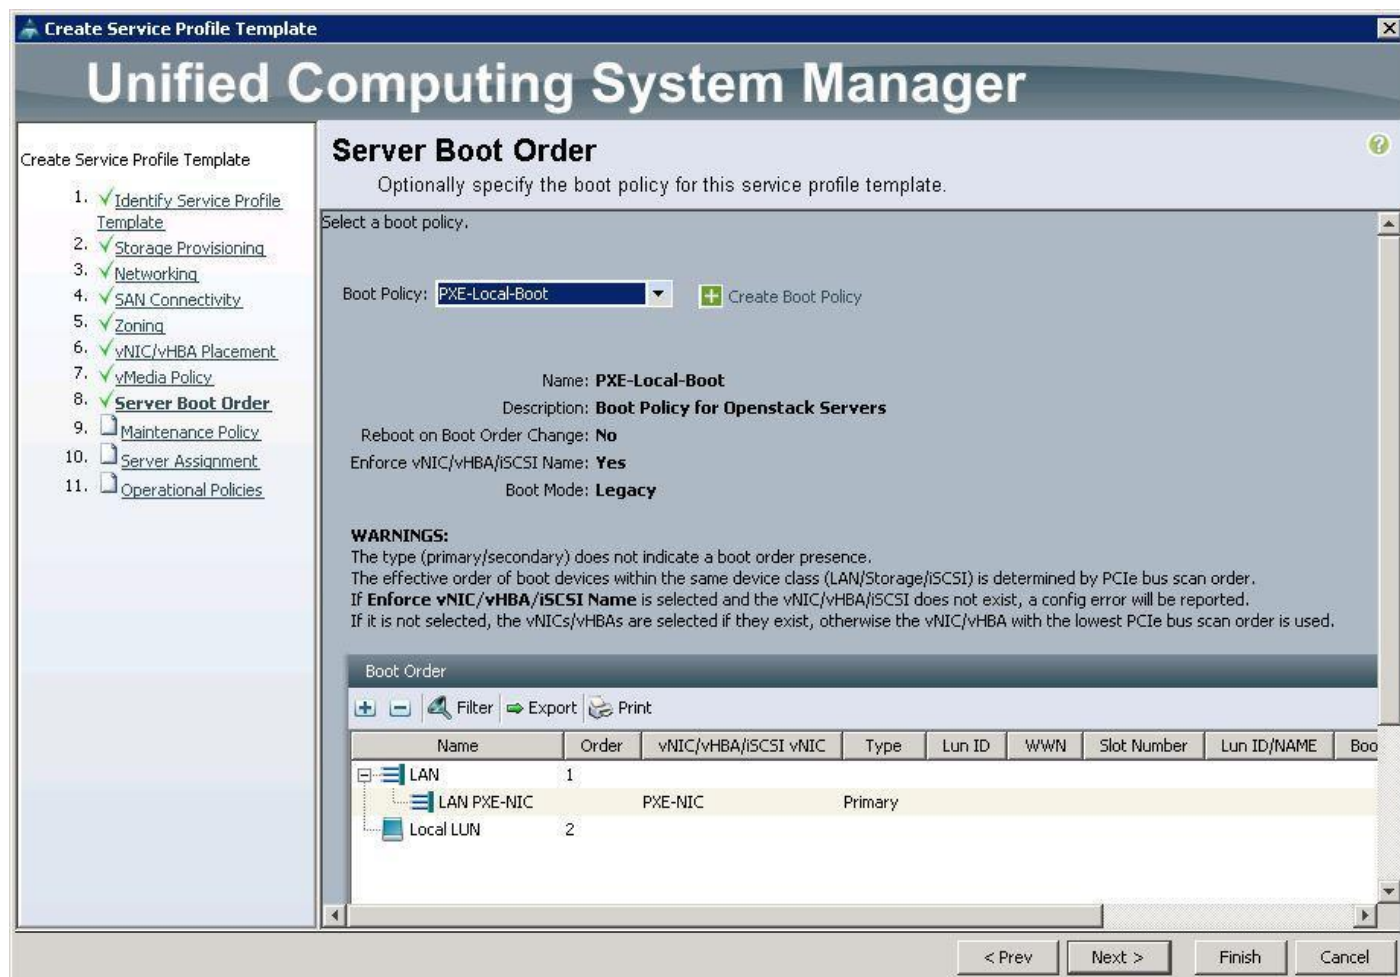 Create Service Profile Template
Unified Computing System Manager
Create Service Profile Template
1. Identify Service Profile
Template
2. Storage Provisioning
3. Networking
4. SAN Connectivity
5. Zoning
6. vNIC/vHBA Placement
7. vMedia Policy
8. Server Boot Order
9. Maintenance Policy
10. Server Assignment
11. Operational Policies
Server Boot Order
Optionally specify the boot policy for this service profile template.
Select a boot policy.
Boot Policy: PXE-Local-Boot Create Boot Policy
Name: PXE-Local-Boot
Description: Boot Policy for Openstack Servers
Reboot on Boot Order Change: No
Enforce vNIC/vHBA/iSCSI Name: Yes
Boot Mode: Legacy
WARNINGS:
The type (primary/secondary) does not indicate a boot order presence.
The effective order of boot devices within the same device class (LAN/Storage/iSCSI) is determined by PCIe bus scan order.
If Enforce vNIC/vHBA/iSCSI Name is selected and the vNIC/vHBA/iSCSI does not exist, a config error will be reported.
If it is not selected, the vNICs/vHBAs are selected if they exist, otherwise the vNIC/vHBA with the lowest PCIe bus scan order is used.
Boot Order
Filter Export Print
Name Order vNIC/vHBA/iSCSI vNIC Type Lun ID WWN Slot Number Lun ID/NAME Boo
LAN 1
LAN PXE-NIC PXE-NIC Primary
Local LUN 2
< Prev Next > Finish Cancel